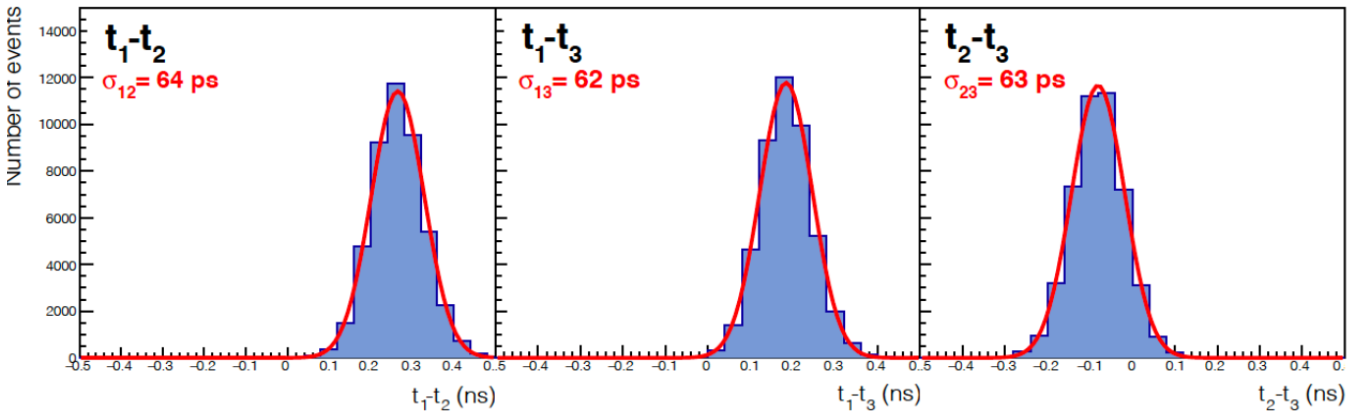 Number of events
14000
12000
10000
8000
6000
4000
2000
0
t₁-t₂
σ₁₂= 64 ps
-0.5 -0.4 -0.3 -0.2 -0.1 0 0.1 0.2 0.3 0.4 0.5
t₁-t₂ (ns)
t₁-t₃
σ₁₃= 62 ps
-0.4 -0.3 -0.2 -0.1 0 0.1 0.2 0.3 0.4 0.5
t₁-t₃ (ns)
t₂-t₃
σ₂₃= 63 ps
-0.4 -0.3 -0.2 -0.1 0 0.1 0.2 0.3 0.4 0.5
t₂-t₃ (ns)